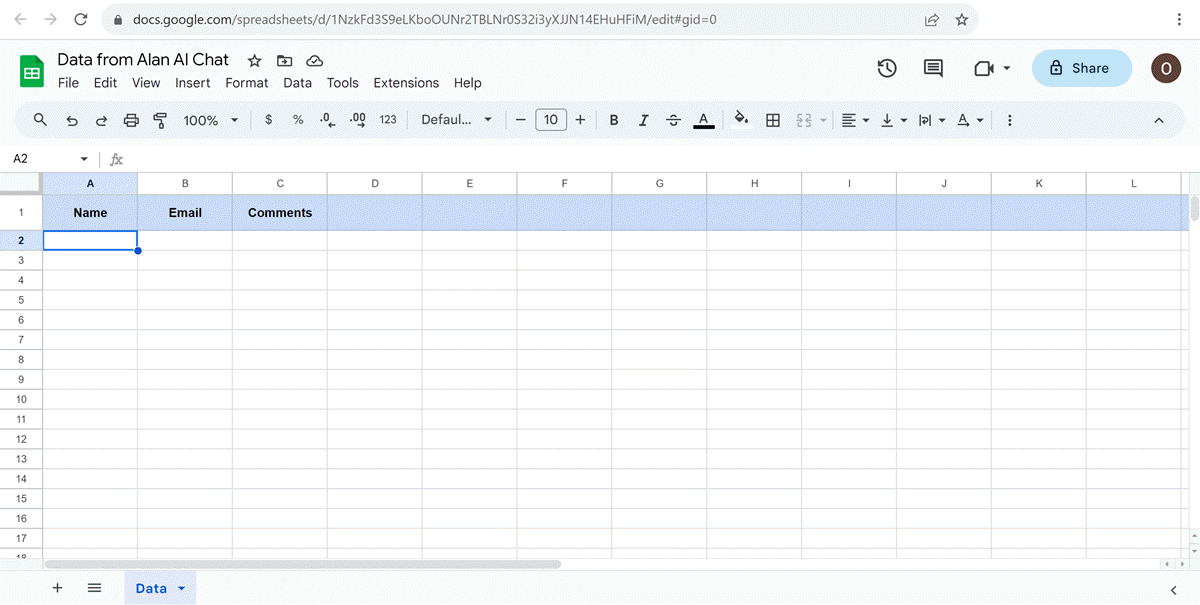 docs.google.com/spreadsheets/d/1NzkFd3S9eLKboOUNr2TBLNr0S32i3yXJJN14EHuHFiM/edit#gid=0
Data from Alan AI Chat
File Edit View Insert Format Data Tools Extensions Help
Share
O
100% $ % .0 .00 123 Defaul... − 10 + B I S A
A2 fx
A B C D E F G H I J K L
1 Name Email Comments
2
3
4
5
6
7
8
9
10
11
12
13
14
15
16
17
18
+ Data